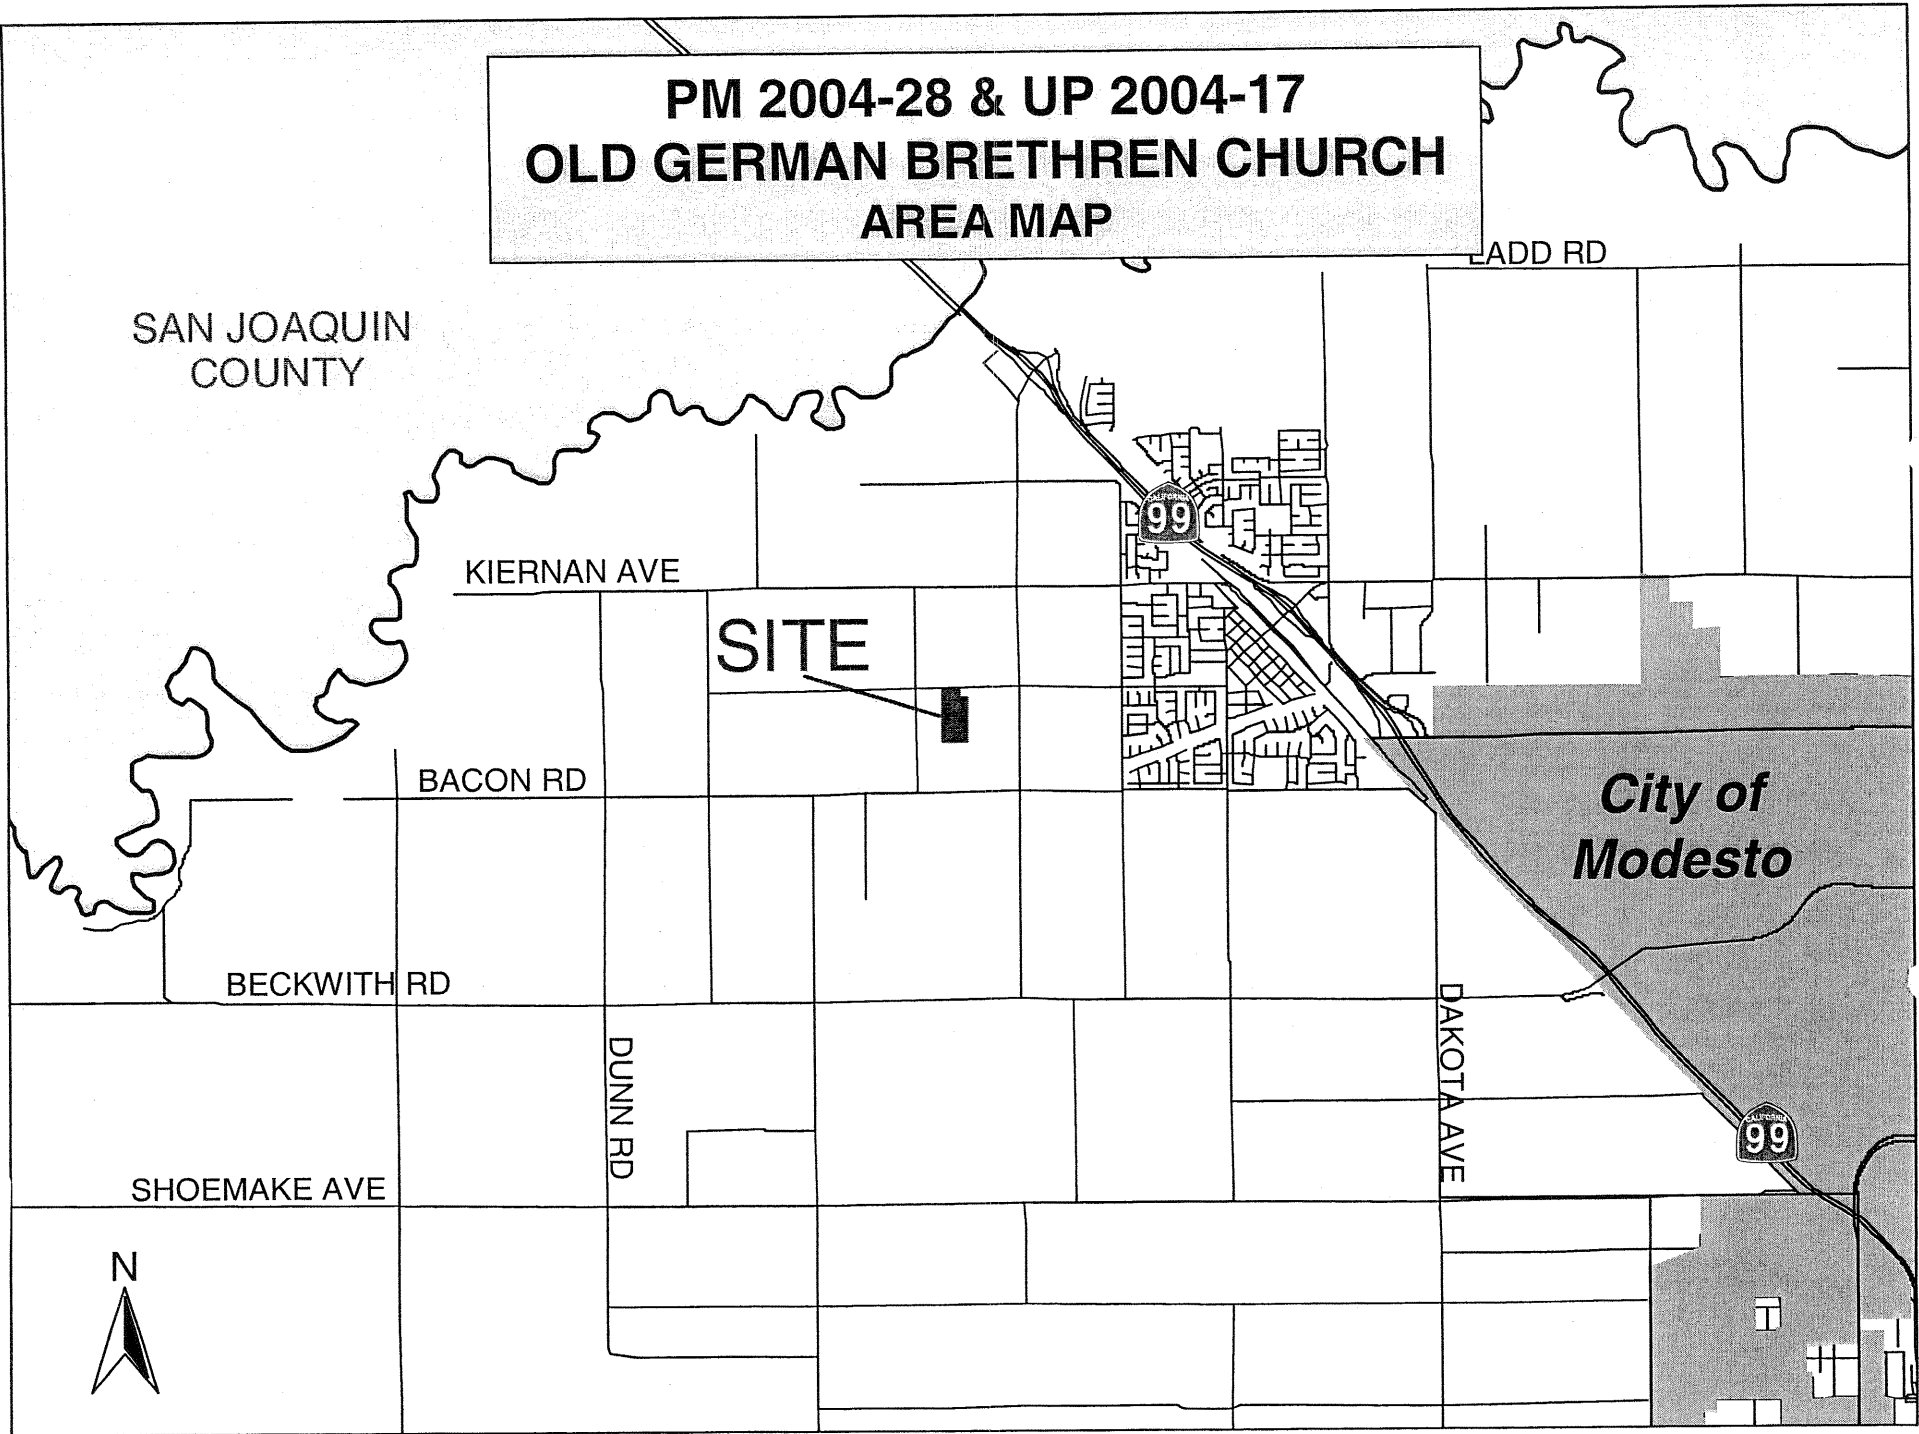 PM 2004-28 & UP 2004-17
OLD GERMAN BRETHREN CHURCH
AREA MAP
LADD RD
SAN JOAQUIN
COUNTY
99
KIERNAN AVE
SITE
BACON RD
City of
Modesto
BECKWITH RD
DUNN RD
DAKOTA AVE
CALIFORNIA
99
SHOEMAKE AVE
N